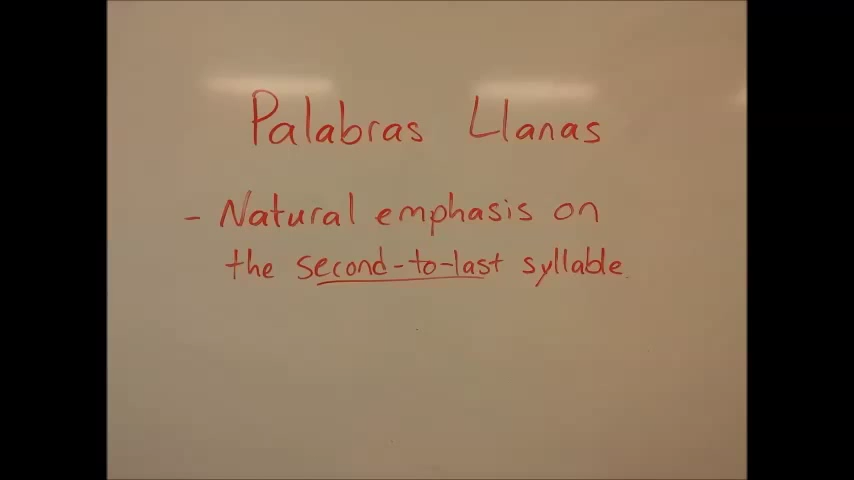 Palabras Llanas
- Natural emphasis on
the second-to-last syllable.